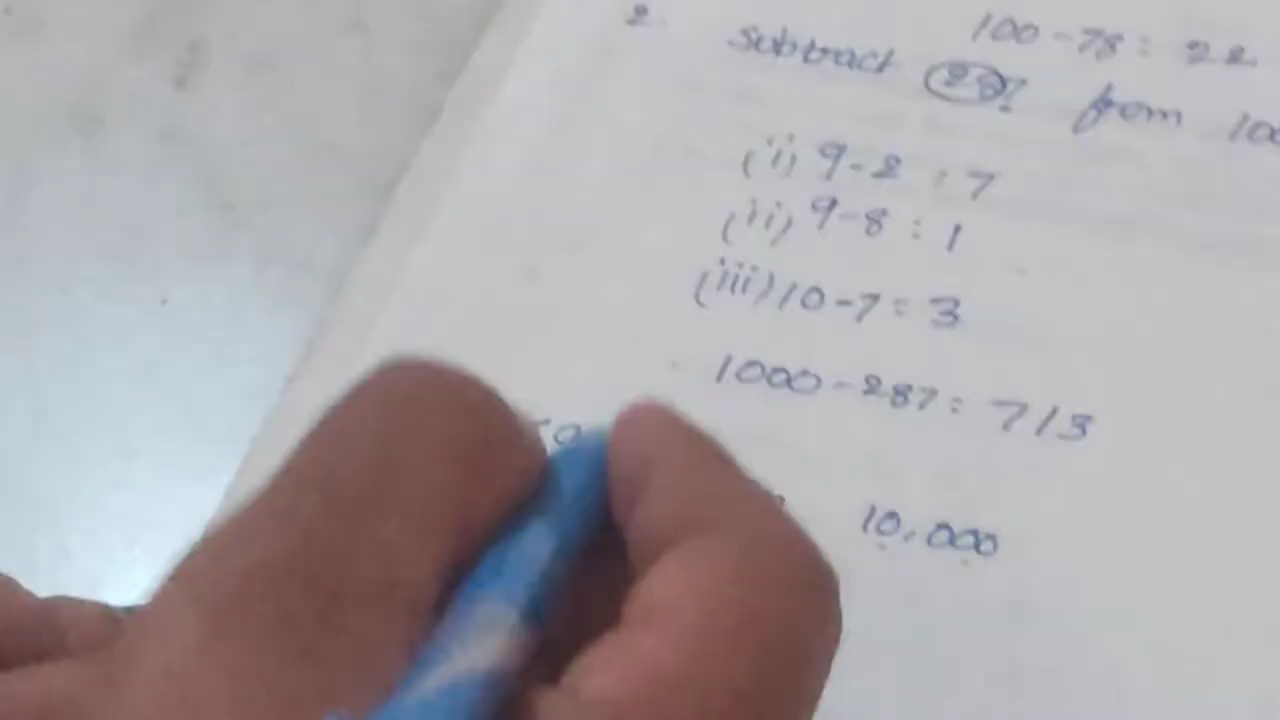 100 - 78 = 22
2. Subtract 287 from 100
(i) 9 - 2 = 7
(ii) 9 - 8 = 1
(iii) 10 - 7 = 3
1000 - 287 = 713
10,000